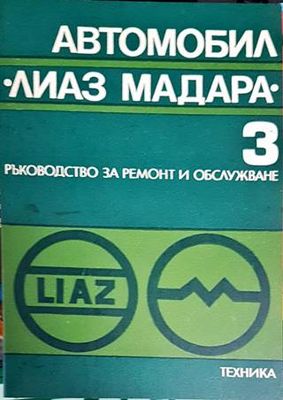 АВТОМОБИЛ
·ЛИАЗ МАДАРА·
3
РЪКОВОДСТВО ЗА РЕМОНТ И ОБСЛУЖВАНЕ
LIAZ
ТЕХНИКА